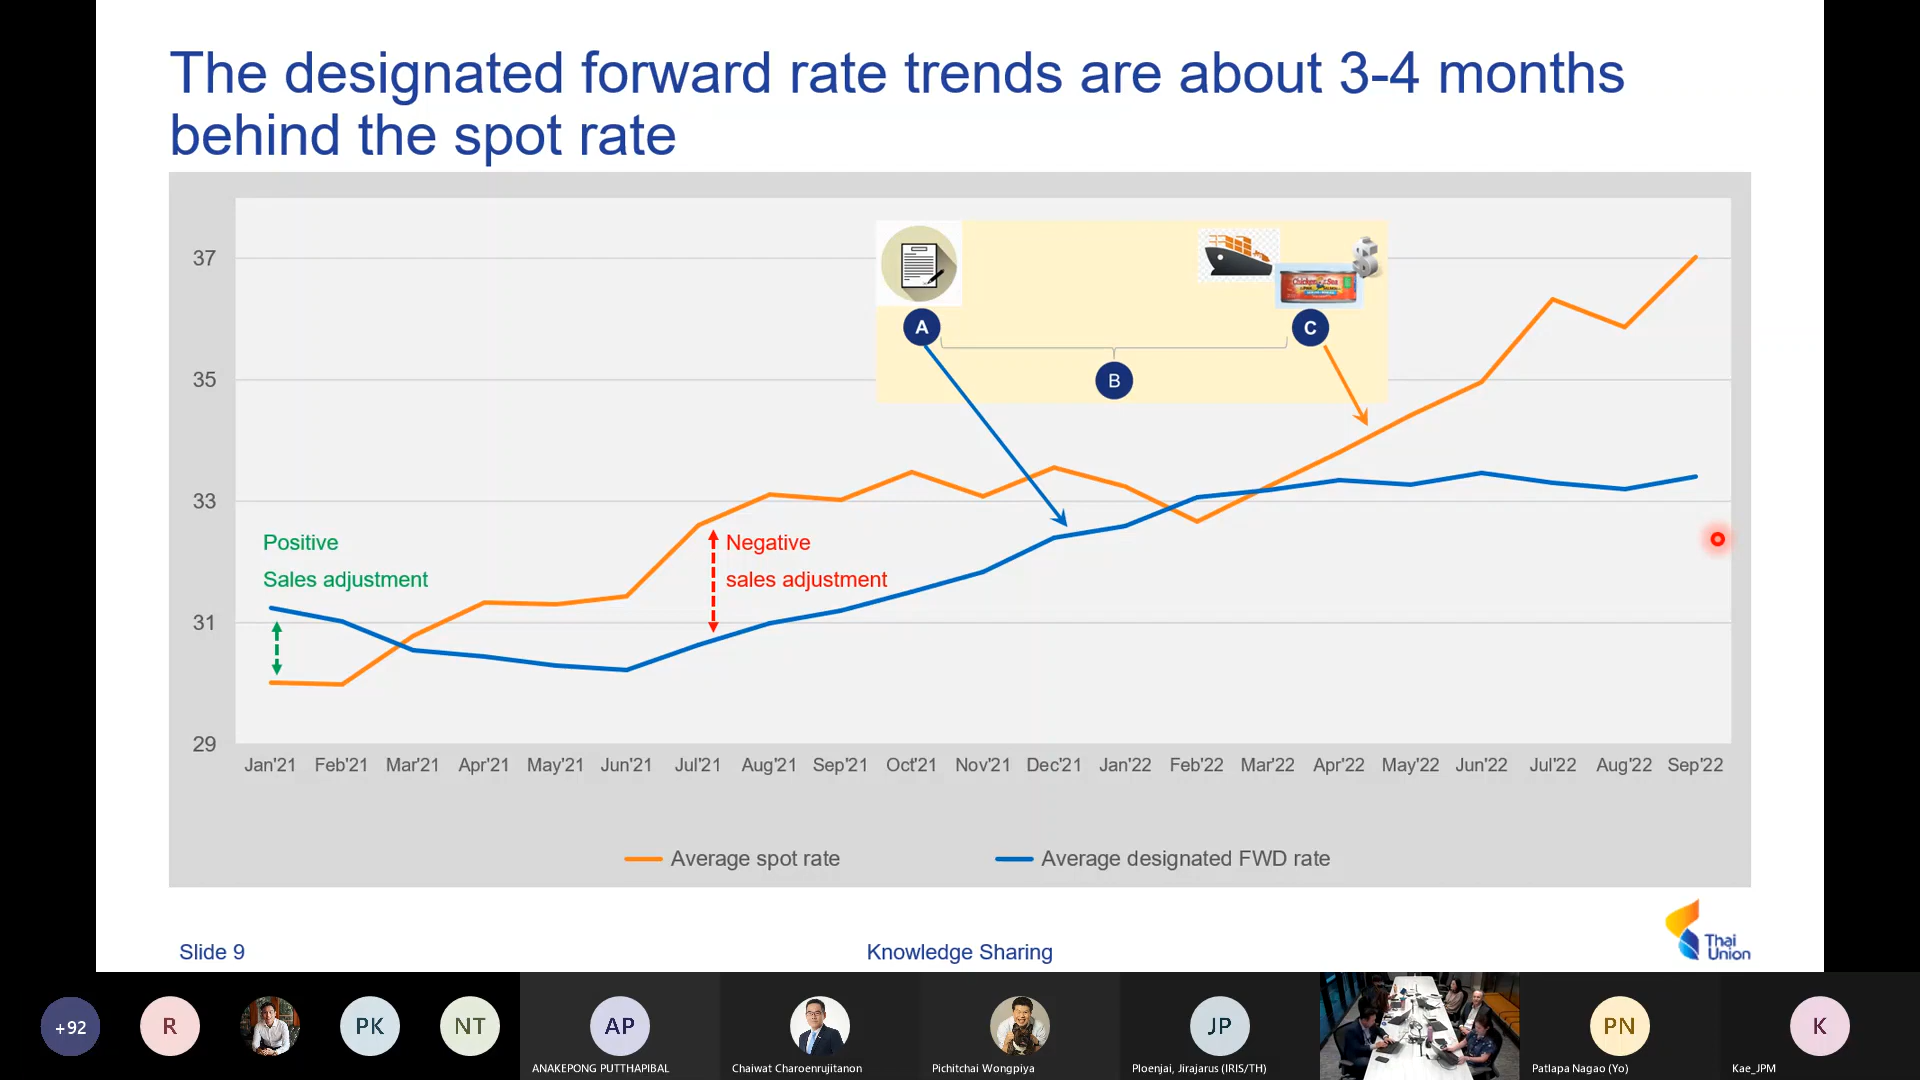 The designated forward rate trends are about 3-4 months
behind the spot rate
37
35
33
31
29
A
B
C
Chicken of the Sea
Positive
Sales adjustment
Negative
sales adjustment
Jan'21 Feb'21 Mar'21 Apr'21 May'21 Jun'21 Jul'21 Aug'21 Sep'21 Oct'21 Nov'21 Dec'21 Jan'22 Feb'22 Mar'22 Apr'22 May'22 Jun'22 Jul'22 Aug'22 Sep'22
Average spot rate Average designated FWD rate
Slide 9
Knowledge Sharing
Thai
Union
+92
R
PK
NT
AP
ANAKEPONG PUTTHAPIBAL
Chaiwat Charoenrujitanon
Pichitchai Wongpiya
JP
Ploenjai, Jirajarus (IRIS/TH)
PN
Patlapa Nagao (Yo)
K
Kae_JPM